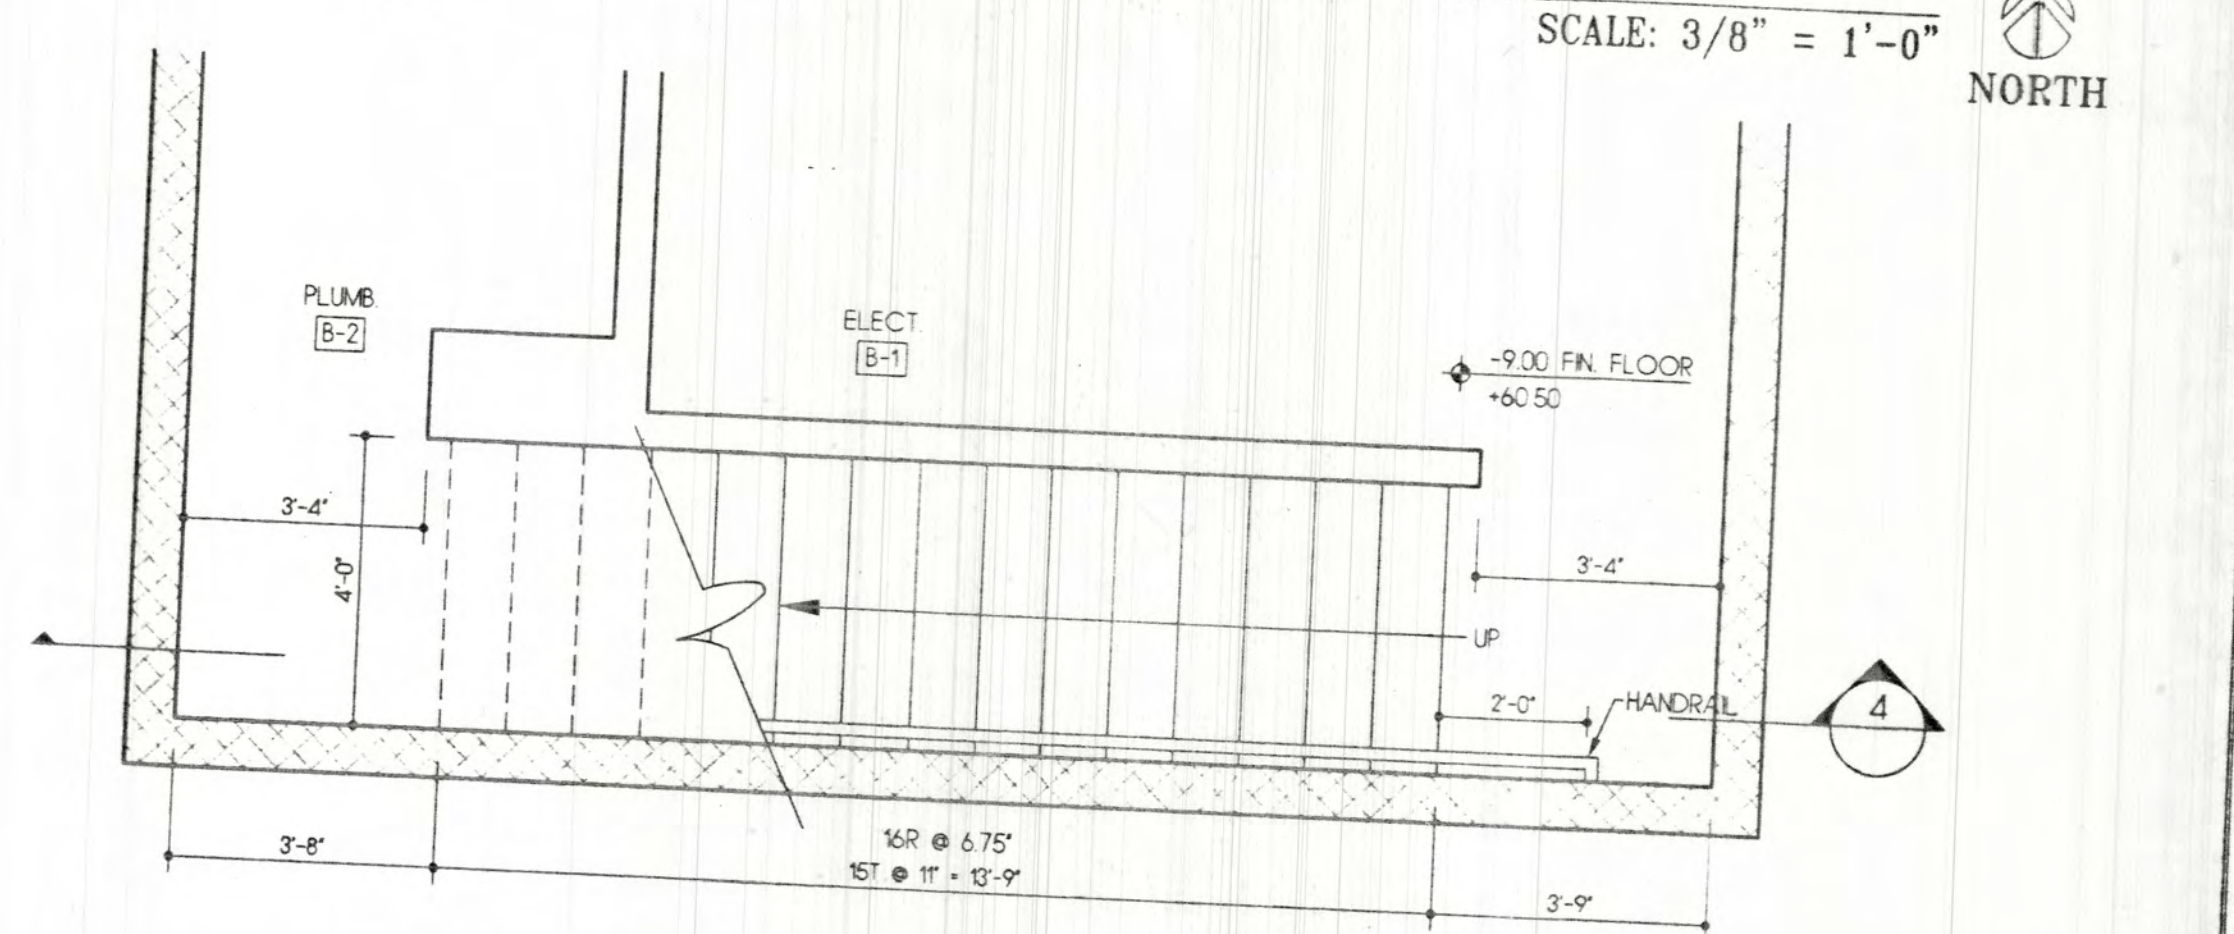 SCALE: 3/8" = 1'-0"
NORTH
PLUMB.
B-2
ELECT.
B-1
-9.00 FIN. FLOOR
+60 50
3'-4"
4'-0"
3'-4"
UP
2'-0"
HANDRAIL
4
3'-8"
16R @ 6.75"
15T @ 11" = 13'-9"
3'-9"